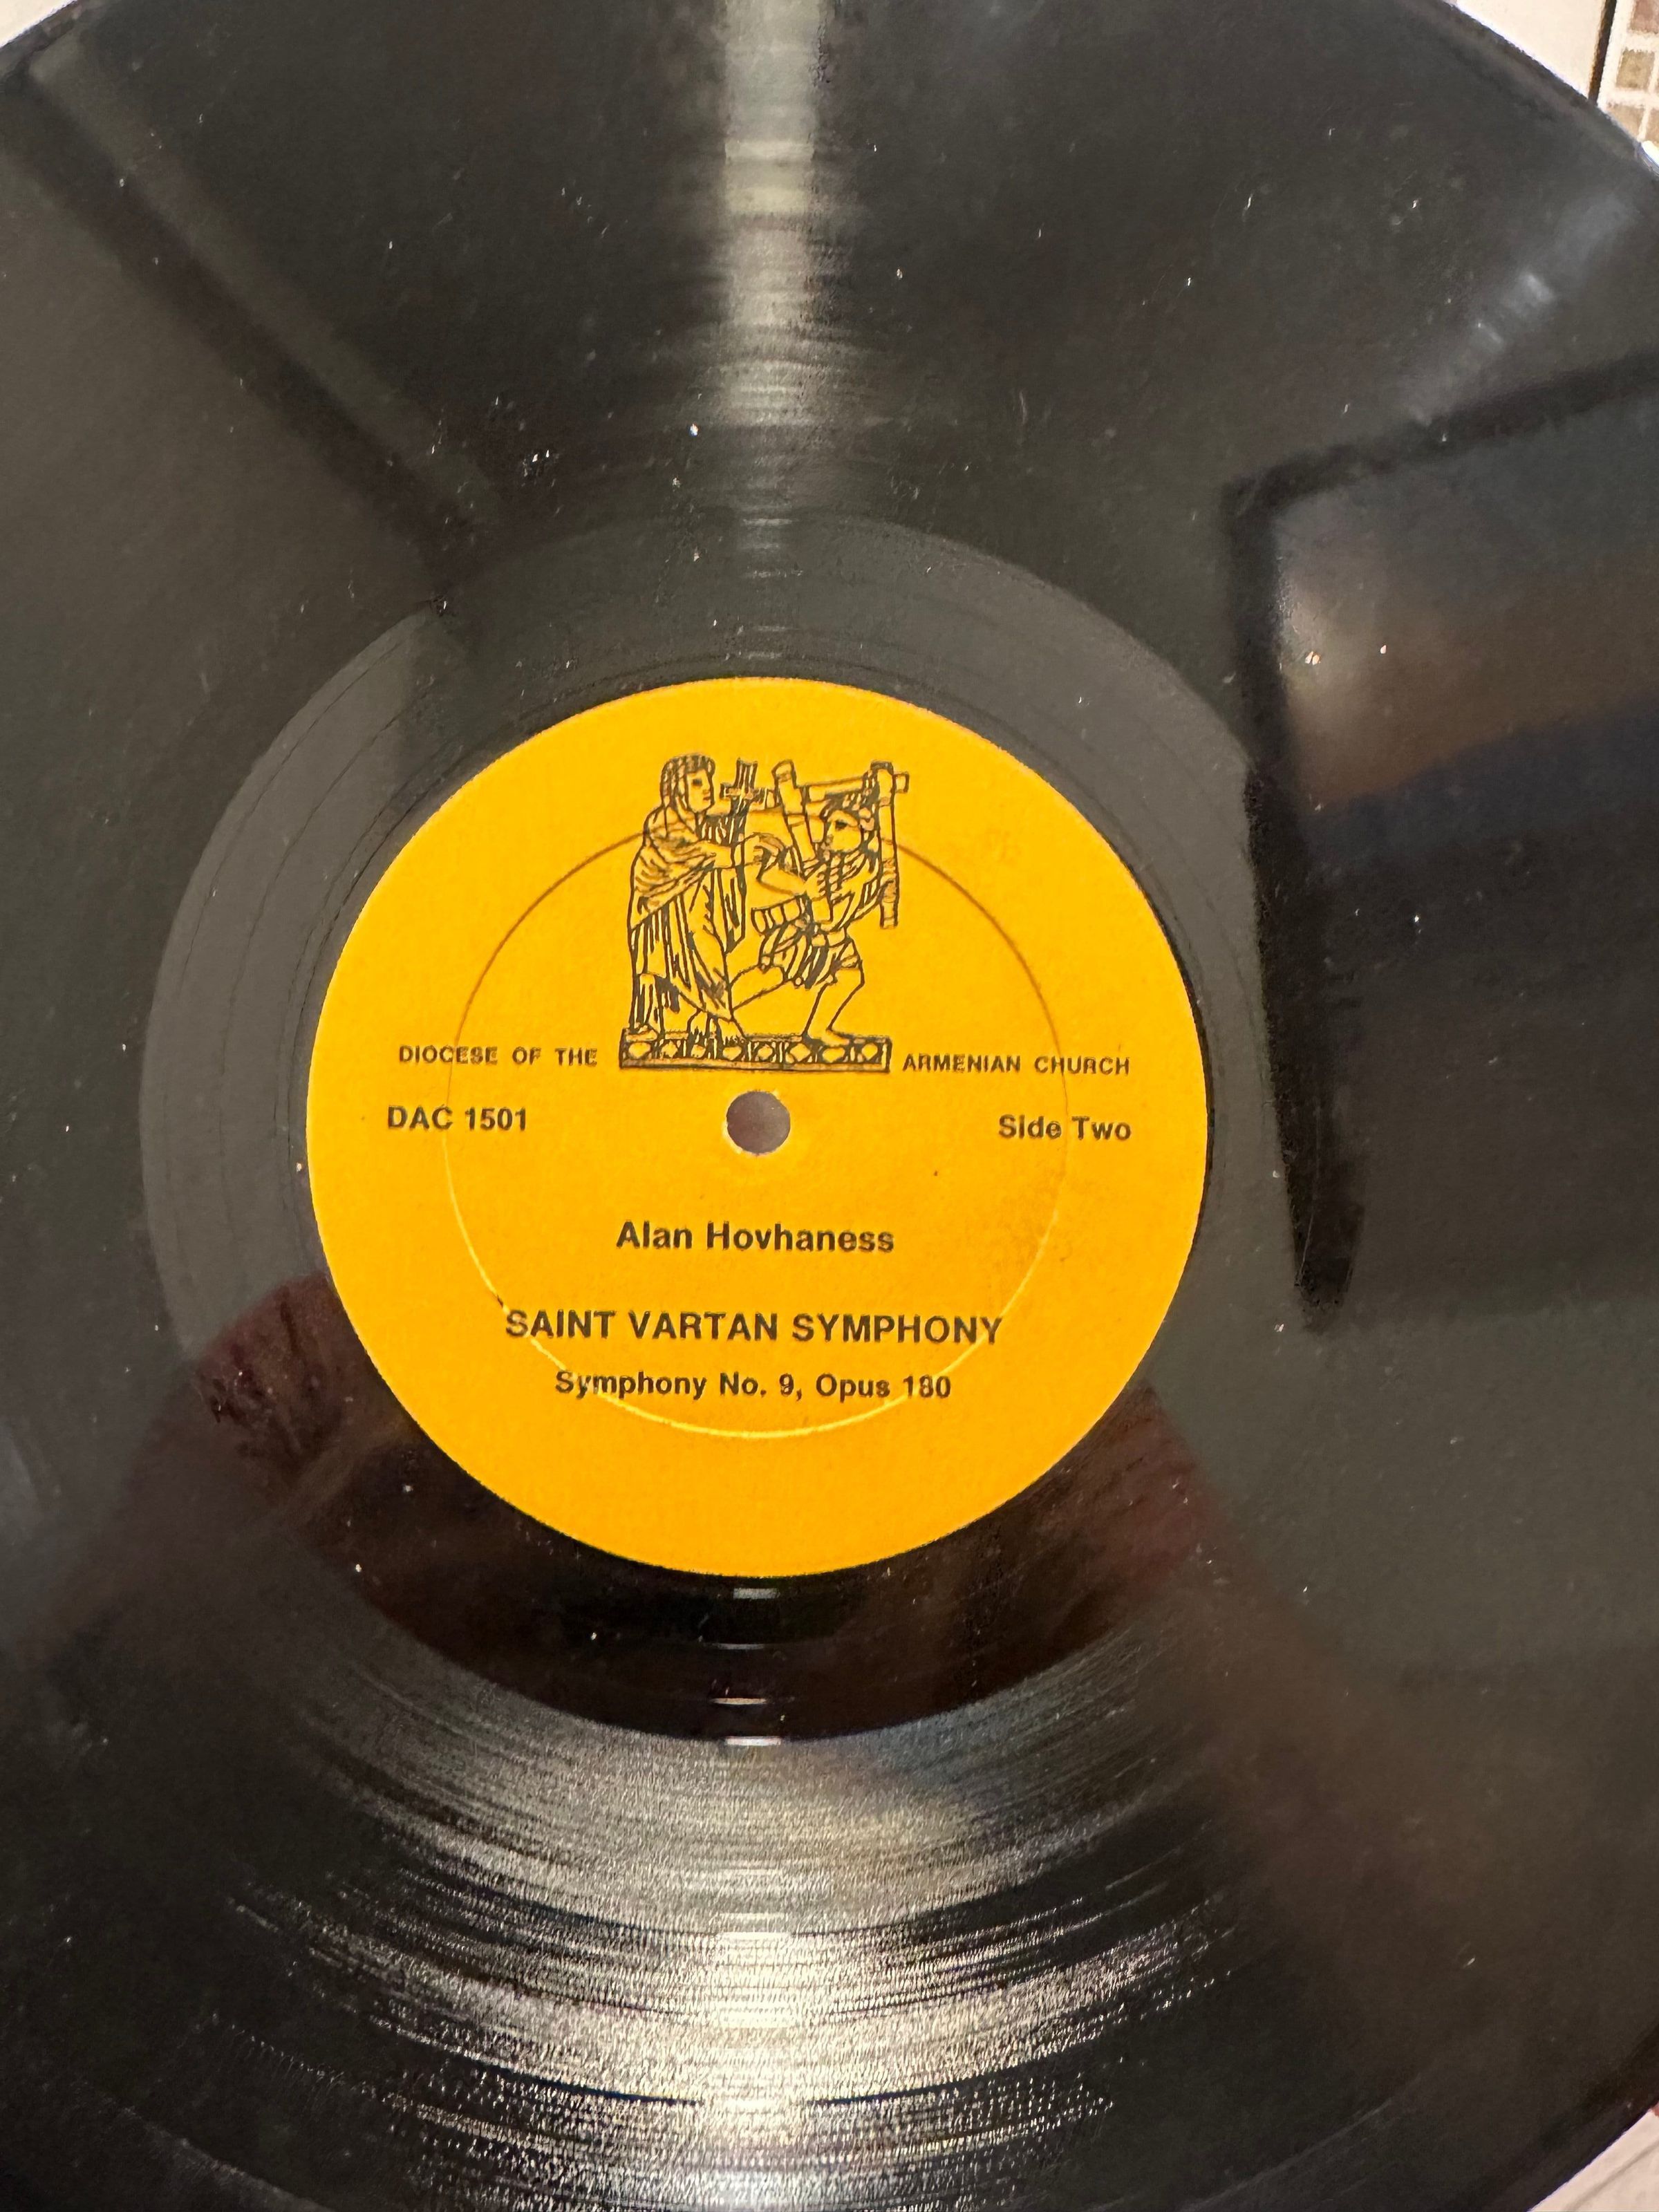 DIOCESE OF THE ARMENIAN CHURCH
DAC 1501 Side Two
Alan Hovhaness
SAINT VARTAN SYMPHONY
Symphony No. 9, Opus 180